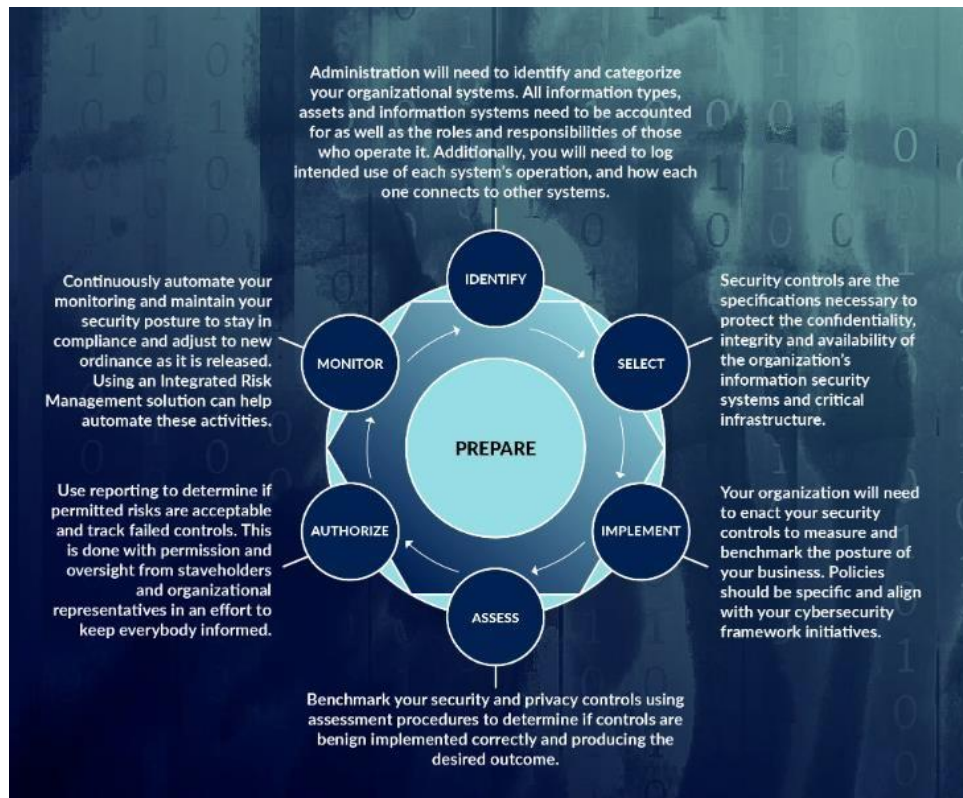 Administration will need to identify and categorize
your organizational systems. All information types,
assets and information systems need to be accounted
for as well as the roles and responsibilities of those
who operate it. Additionally, you will need to log
intended use of each system's operation, and how each
one connects to other systems.
IDENTIFY
Security controls are the
specifications necessary to
protect the confidentiality,
integrity and availability of
the organization's
information security
systems and critical
infrastructure.
SELECT
Your organization will need
to enact your security
controls to measure and
benchmark the posture of
your business. Policies
should be specific and align
with your cybersecurity
framework initiatives.
IMPLEMENT
ASSESS
Benchmark your security and privacy controls using
assessment procedures to determine if controls are
benign implemented correctly and producing the
desired outcome.
AUTHORIZE
Use reporting to determine if
permitted risks are acceptable
and track failed controls. This
is done with permission and
oversight from staveholders
and organizational
representatives in an effort to
keep everybody informed.
MONITOR
Continuously automate your
monitoring and maintain your
security posture to stay in
compliance and adjust to new
ordinance as it is released.
Using an Integrated Risk
Management solution can help
automate these activities.
PREPARE